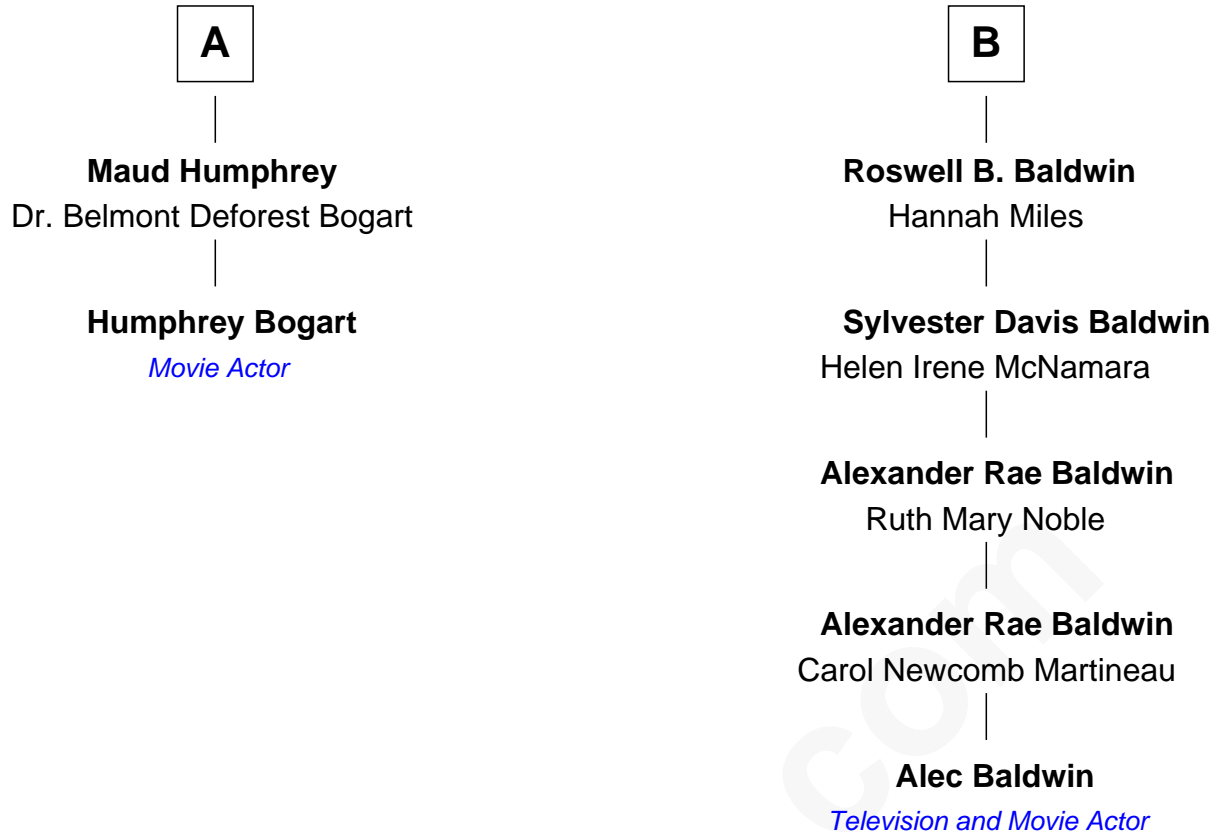 A
Maud Humphrey
Dr. Belmont Deforest Bogart
Humphrey Bogart
Movie Actor
B
Roswell B. Baldwin
Hannah Miles
Sylvester Davis Baldwin
Helen Irene McNamara
Alexander Rae Baldwin
Ruth Mary Noble
Alexander Rae Baldwin
Carol Newcomb Martineau
Alec Baldwin
Television and Movie Actor
com